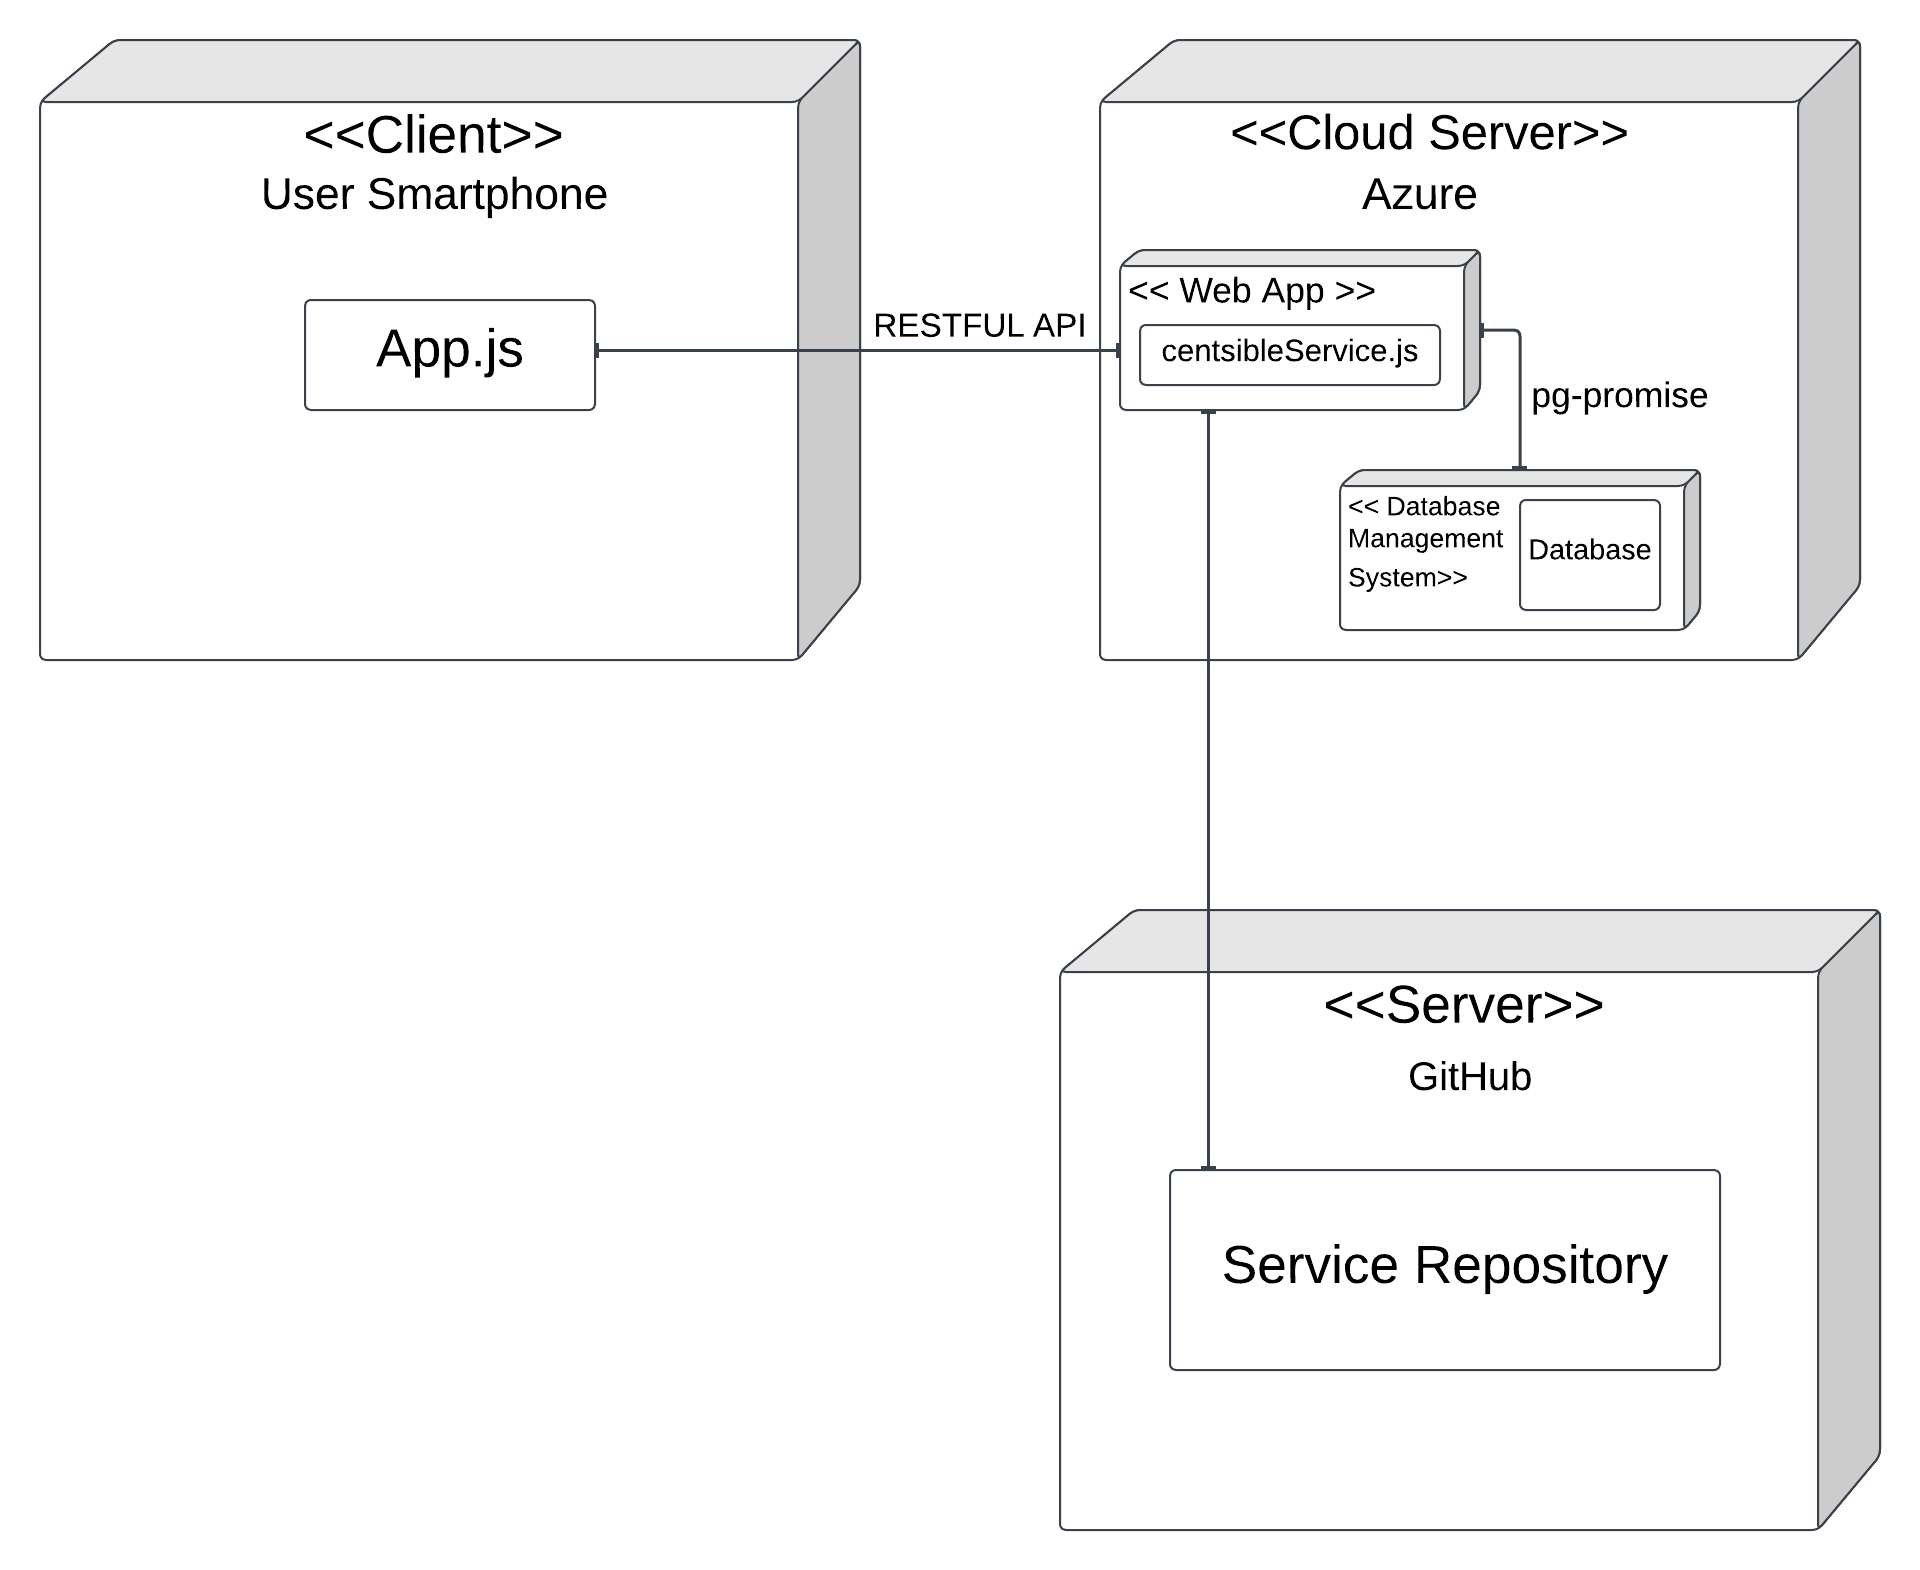 <<Client>>
User Smartphone
App.js
RESTFUL API
<<Cloud Server>>
Azure
<< Web App >>
centsibleService.js
pg-promise
<< Database
Management
System>>
Database
<<Server>>
GitHub
Service Repository